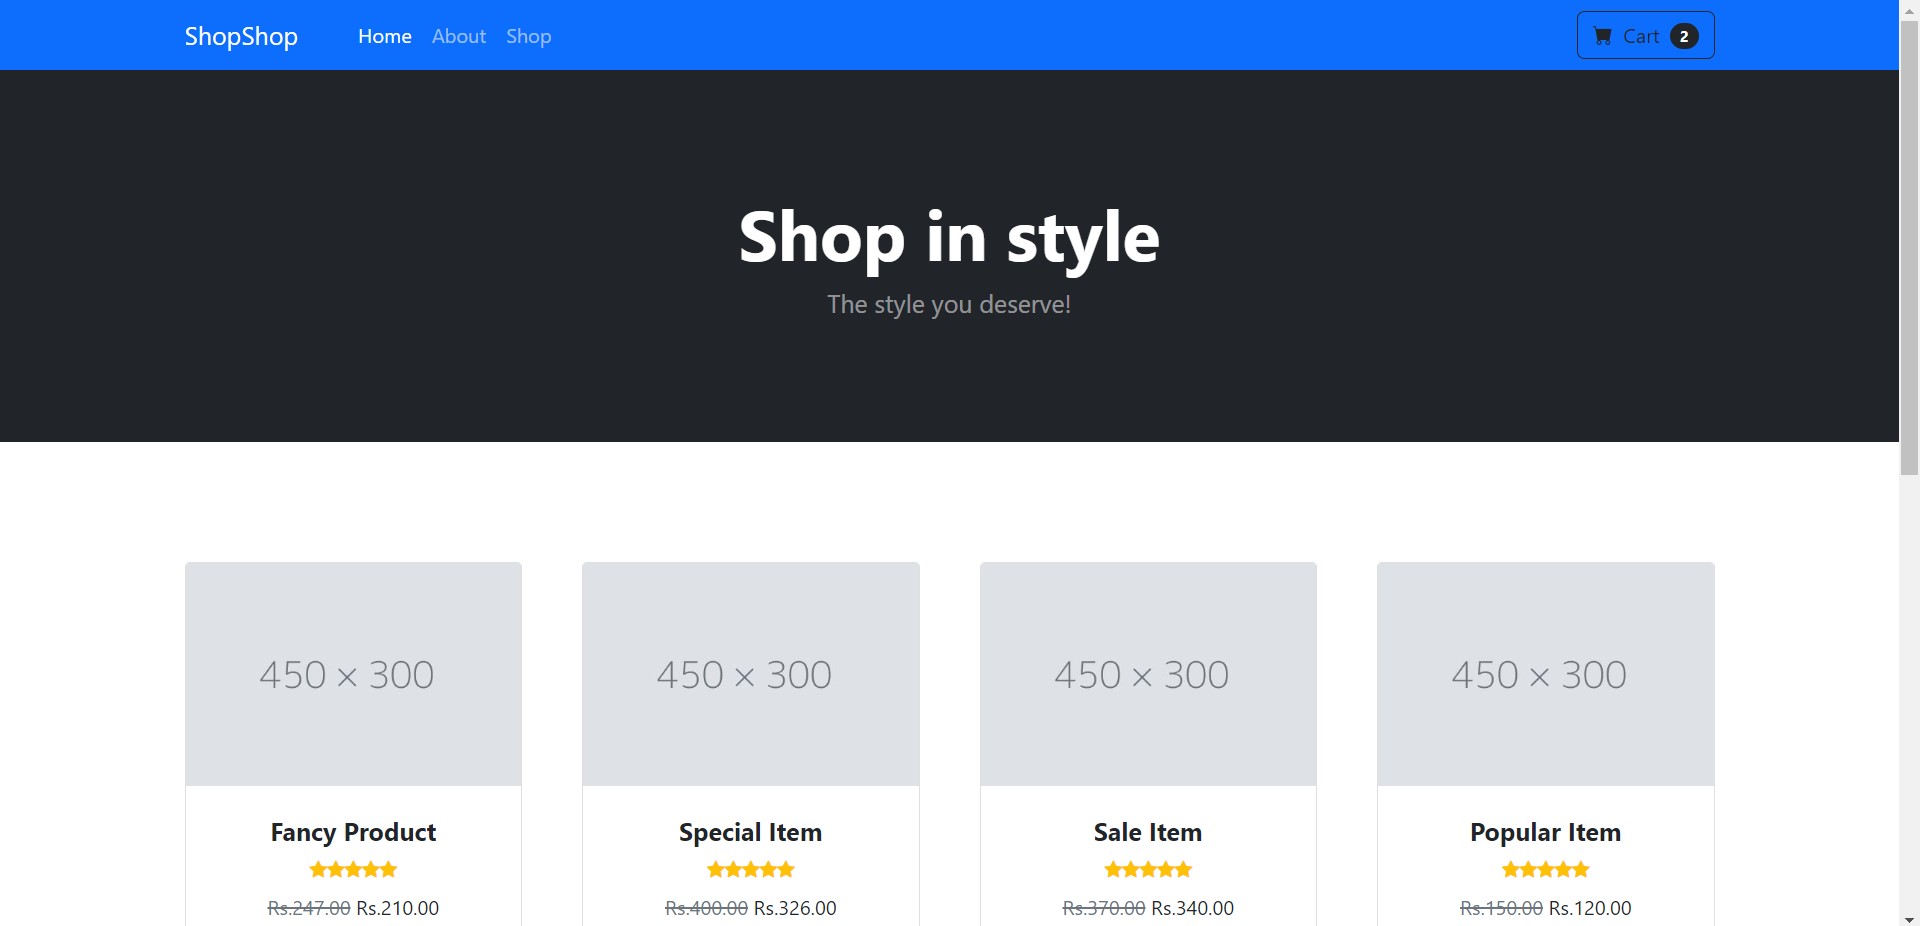 ShopShop Home About Shop Cart 2
Shop in style
The style you deserve!
450 × 300 450 × 300 450 × 300 450 × 300
Fancy Product Special Item Sale Item Popular Item
Rs.247.00 Rs.210.00 Rs.400.00 Rs.326.00 Rs.370.00 Rs.340.00 Rs.150.00 Rs.120.00